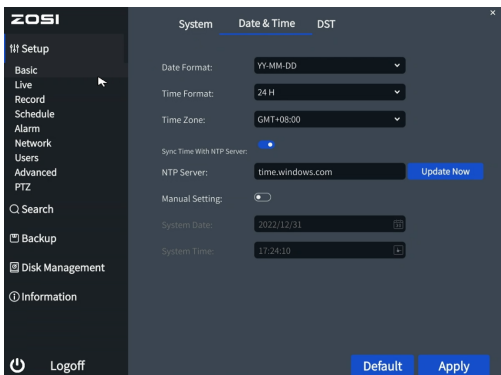 ZOSI
System Date & Time DST
Setup
Basic
Live
Record
Schedule
Alarm
Network
Users
Advanced
PTZ
Search
Backup
Disk Management
Information
Logoff
Date Format: YY-MM-DD
Time Format: 24 H
Time Zone: GMT+08:00
Sync Time With NTP Server:
NTP Server: time.windows.com Update Now
Manual Setting:
System Date: 2022/12/31
System Time: 17:24:10
Default Apply